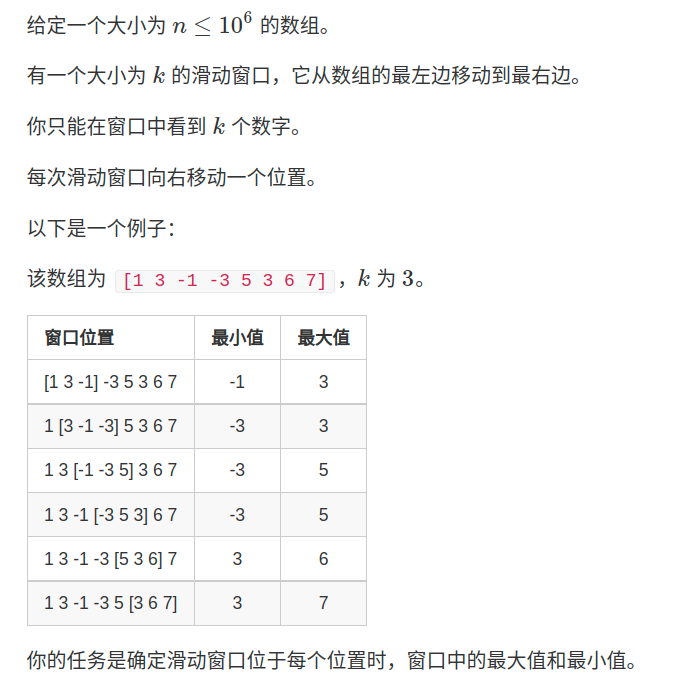 给定一个大小为 n ≤ 10^6 的数组。
有一个大小为 k 的滑动窗口，它从数组的最左边移动到最右边。
你只能在窗口中看到 k 个数字。
每次滑动窗口向右移动一个位置。
以下是一个例子：
该数组为 [1 3 -1 -3 5 3 6 7]，k 为 3。
窗口位置 最小值 最大值
[1 3 -1] -3 5 3 6 7 -1 3
1 [3 -1 -3] 5 3 6 7 -3 3
1 3 [-1 -3 5] 3 6 7 -3 5
1 3 -1 [-3 5 3] 6 7 -3 5
1 3 -1 -3 [5 3 6] 7 3 6
1 3 -1 -3 5 [3 6 7] 3 7
你的任务是确定滑动窗口位于每个位置时，窗口中的最大值和最小值。